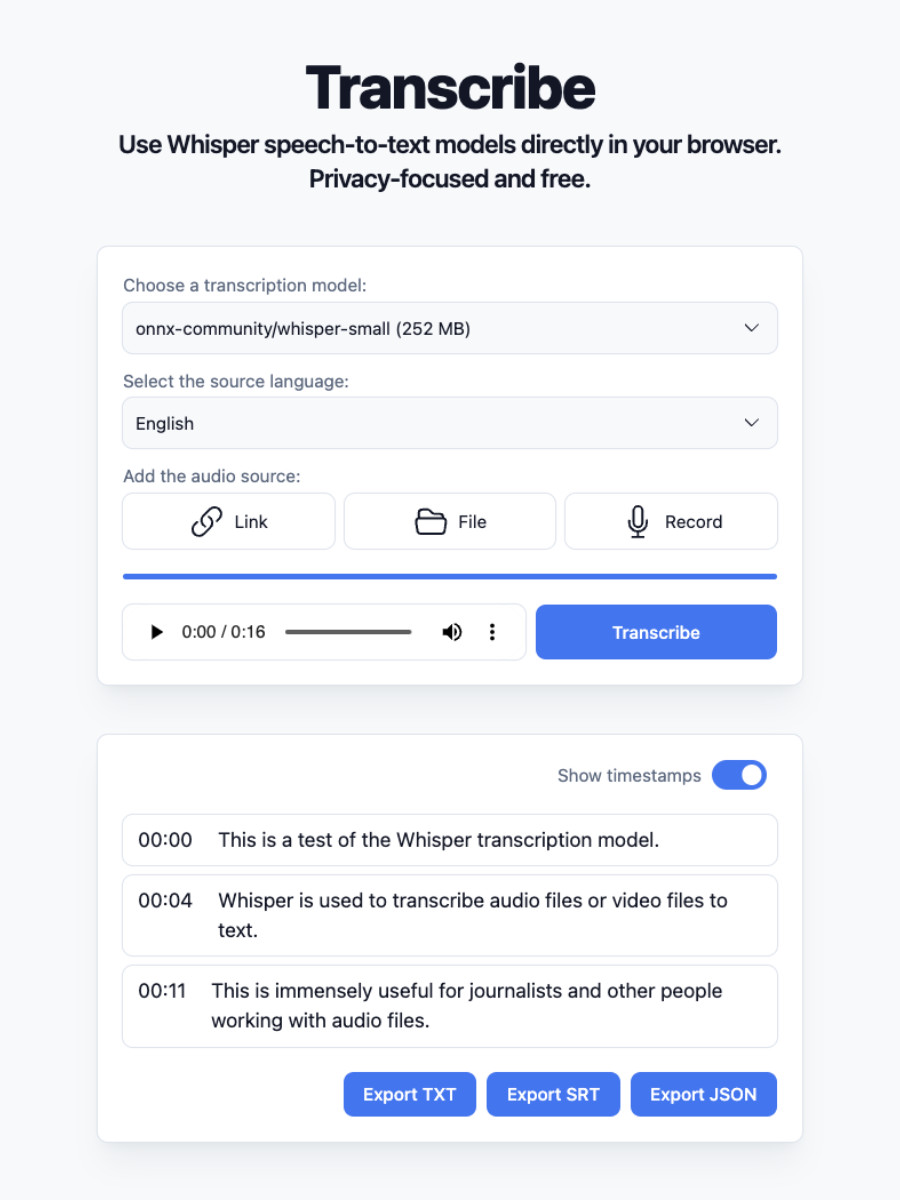 Transcribe
Use Whisper speech-to-text models directly in your browser.
Privacy-focused and free.
Choose a transcription model:
onnx-community/whisper-small (252 MB)
Select the source language:
English
Add the audio source:
Link File Record
0:00 / 0:16 Transcribe
Show timestamps
00:00 This is a test of the Whisper transcription model.
00:04 Whisper is used to transcribe audio files or video files to
text.
00:11 This is immensely useful for journalists and other people
working with audio files.
Export TXT Export SRT Export JSON